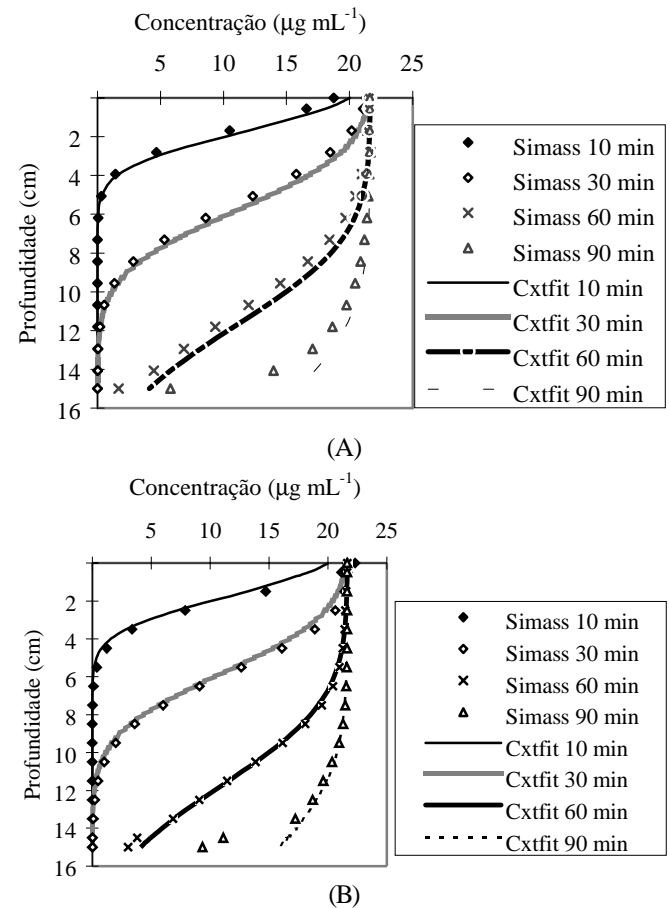 Concentração (μg mL-1)
5 10 15 20 25
2
4
6
8
10
12
14
16
Profundidade (cm)
Simass 10 min
Simass 30 min
Simass 60 min
Simass 90 min
Cxtfit 10 min
Cxtfit 30 min
Cxtfit 60 min
Cxtfit 90 min
(A)
Concentração (μg mL-1)
5 10 15 20 25
2
4
6
8
10
12
14
16
Profundidade (cm)
Simass 10 min
Simass 30 min
Simass 60 min
Simass 90 min
Cxtfit 10 min
Cxtfit 30 min
Cxtfit 60 min
Cxtfit 90 min
(B)